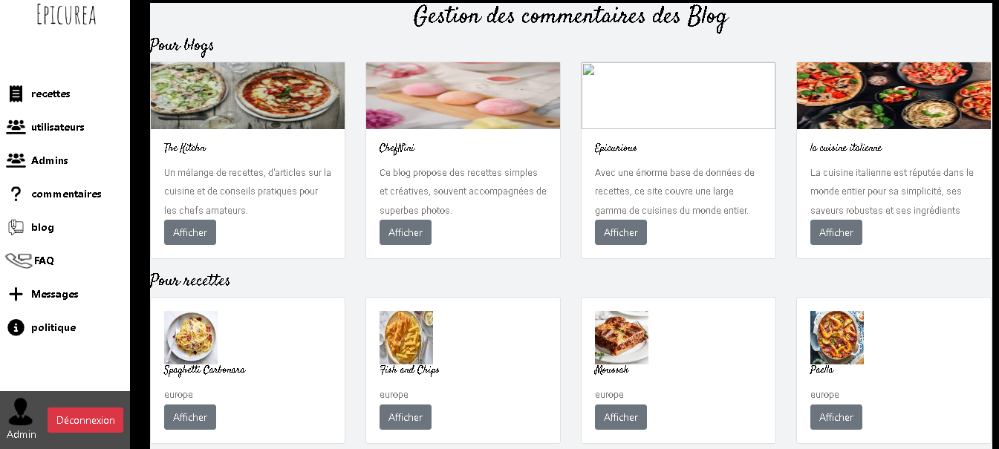 Epicurea
recettes
utilisateurs
Admins
commentaires
blog
FAQ
Messages
politique
Admin
Déconnexion
Gestion des commentaires des Blog
Pour blogs
The Kitchn
Un mélange de recettes, d'articles sur la
cuisine et de conseils pratiques pour
les chefs amateurs.
Afficher
ChefNini
Ce blog propose des recettes simples
et créatives, souvent accompagnées de
superbes photos.
Afficher
Epicurious
Avec une énorme base de données de
recettes, ce site couvre une large
gamme de cuisines du monde entier.
Afficher
la cuisine italienne
La cuisine italienne est réputée dans le
monde entier pour sa simplicité, ses
saveurs robustes et ses ingrédients
Afficher
Pour recettes
Spaghetti Carbonara
europe
Afficher
Fish and Chips
europe
Afficher
Moussak
europe
Afficher
Paella
europe
Afficher